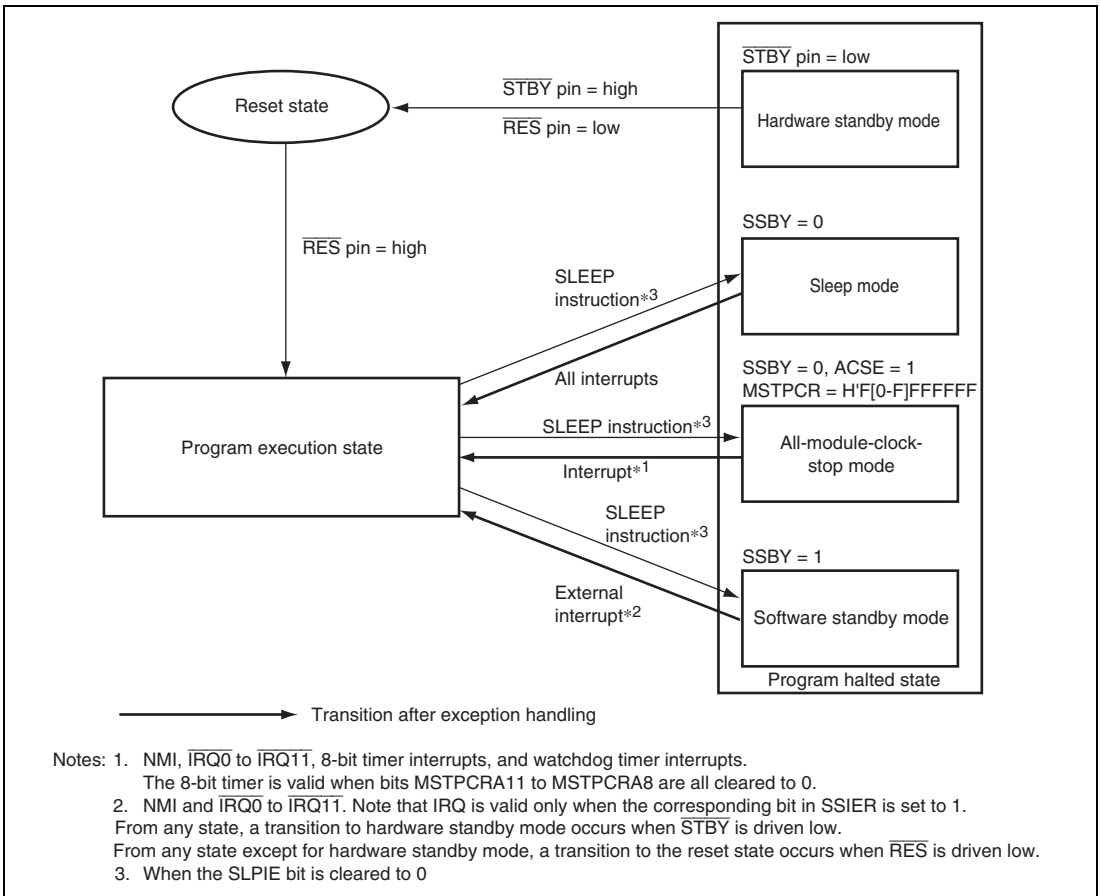 STBY pin = low
Reset state
STBY pin = high
RES pin = low
Hardware standby mode
RES pin = high
SSBY = 0
SLEEP
instruction*3
Sleep mode
All interrupts
SSBY = 0, ACSE = 1
MSTPCR = H'F[0-F]FFFFFF
Program execution state
SLEEP instruction*3
All-module-clock-
stop mode
Interrupt*1
SLEEP
instruction*3
SSBY = 1
External
interrupt*2
Software standby mode
Program halted state
Transition after exception handling
Notes: 1. NMI, IRQ0 to IRQ11, 8-bit timer interrupts, and watchdog timer interrupts.
The 8-bit timer is valid when bits MSTPCRA11 to MSTPCRA8 are all cleared to 0.
2. NMI and IRQ0 to IRQ11. Note that IRQ is valid only when the corresponding bit in SSIER is set to 1.
From any state, a transition to hardware standby mode occurs when STBY is driven low.
From any state except for hardware standby mode, a transition to the reset state occurs when RES is driven low.
3. When the SLPIE bit is cleared to 0